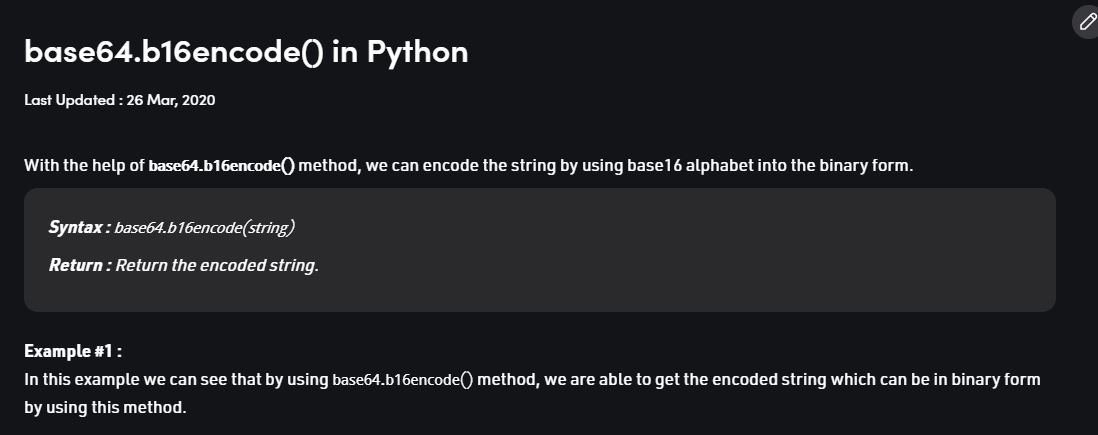 base64.b16encode() in Python
Last Updated : 26 Mar, 2020
With the help of base64.b16encode() method, we can encode the string by using base16 alphabet into the binary form.
Syntax : base64.b16encode(string)
Return : Return the encoded string.
Example #1 :
In this example we can see that by using base64.b16encode() method, we are able to get the encoded string which can be in binary form
by using this method.